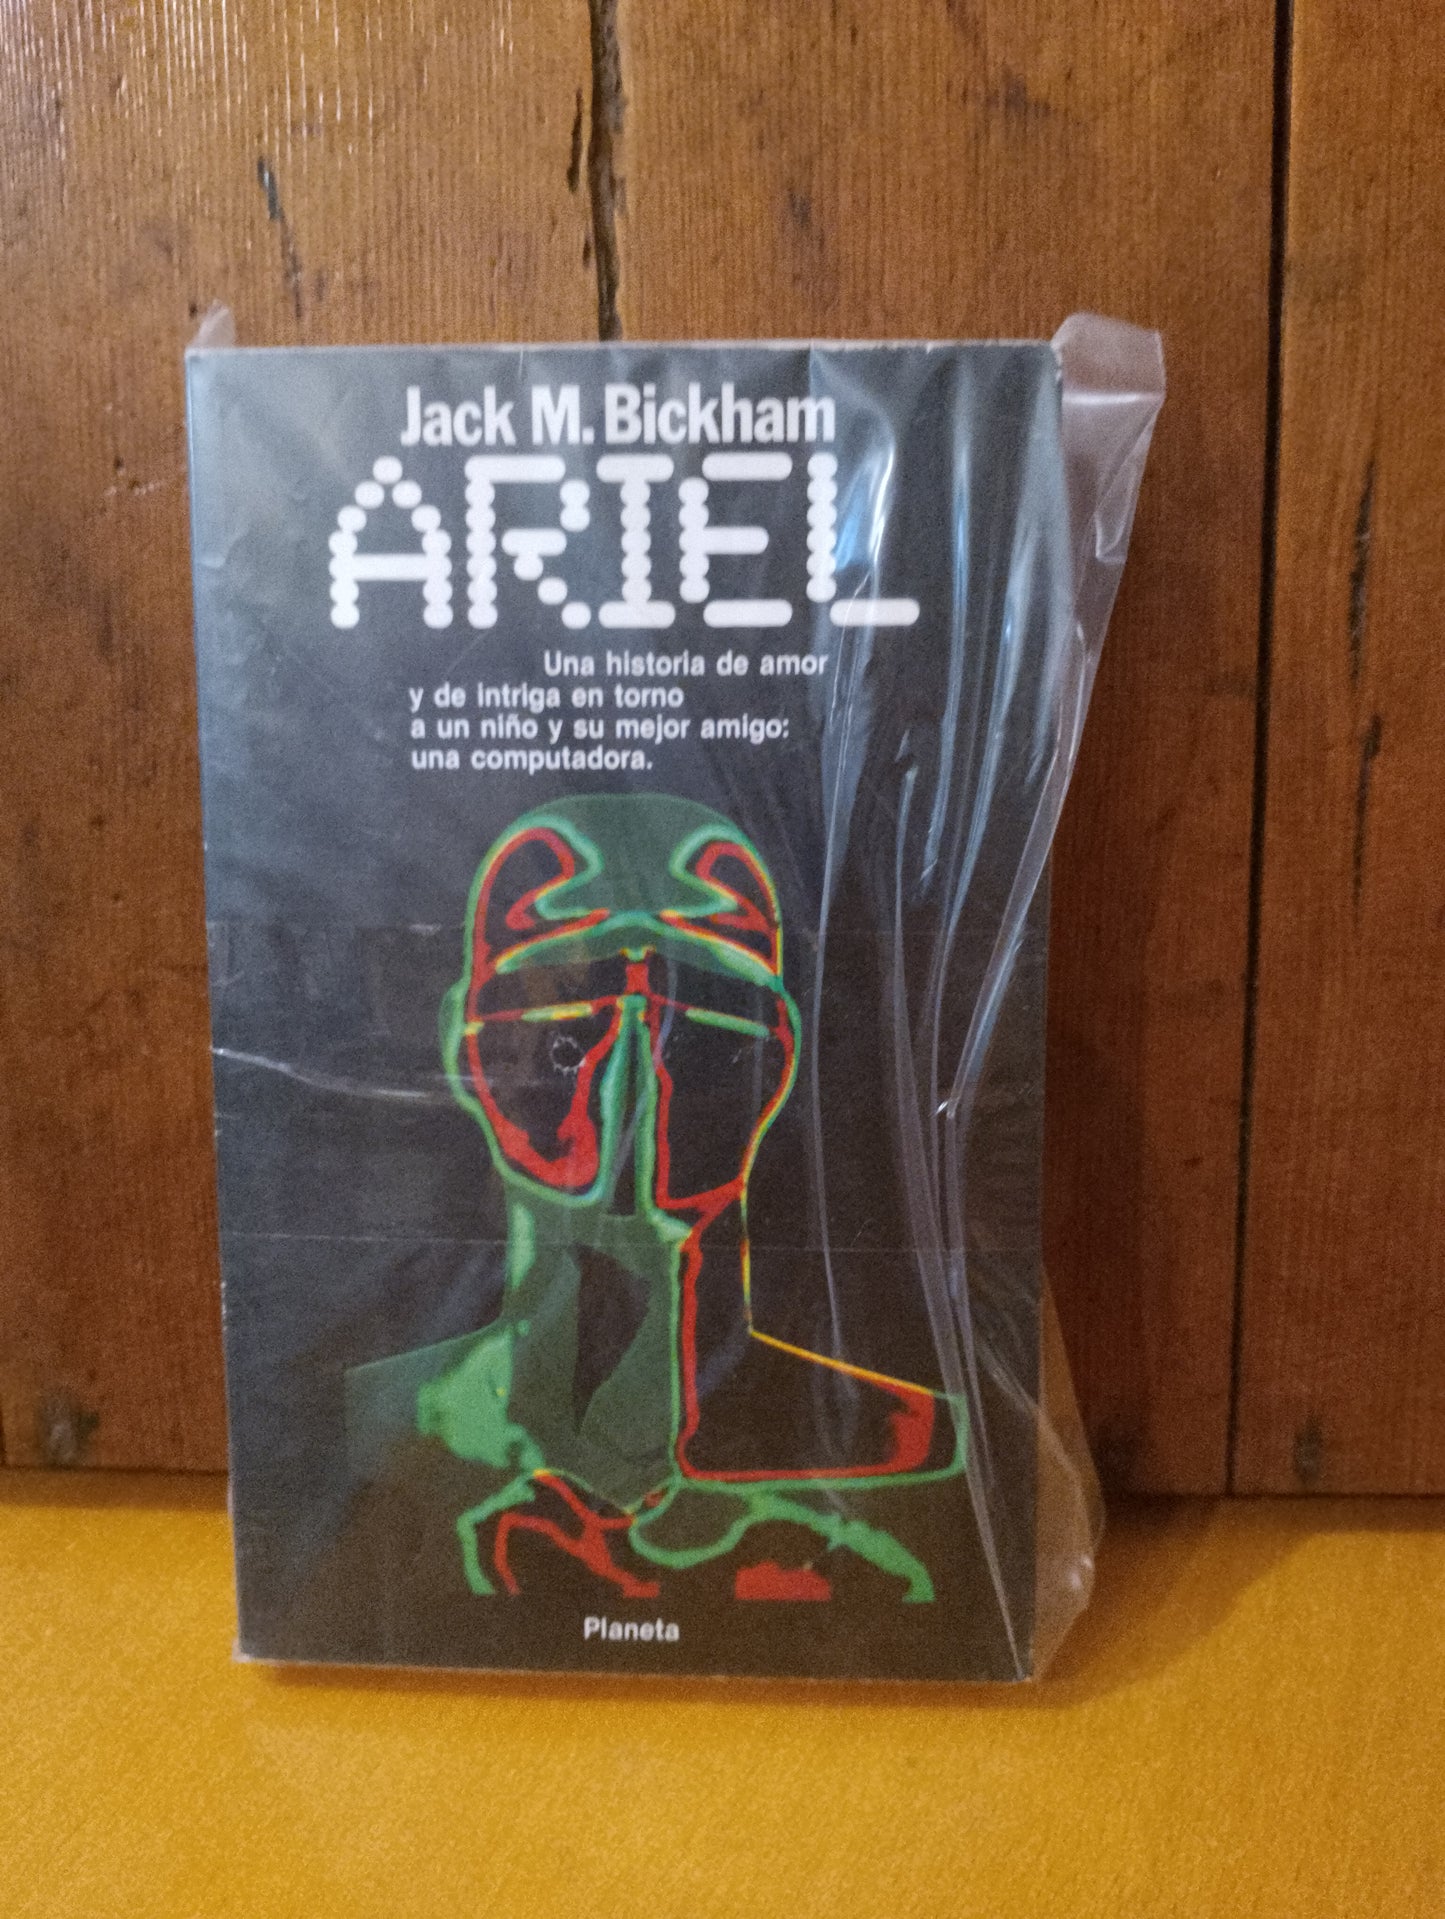 Jack M. Bickham
ARIEL
Una historia de amor
y de intriga en torno
a un niño y su mejor amigo:
una computadora.
Planeta